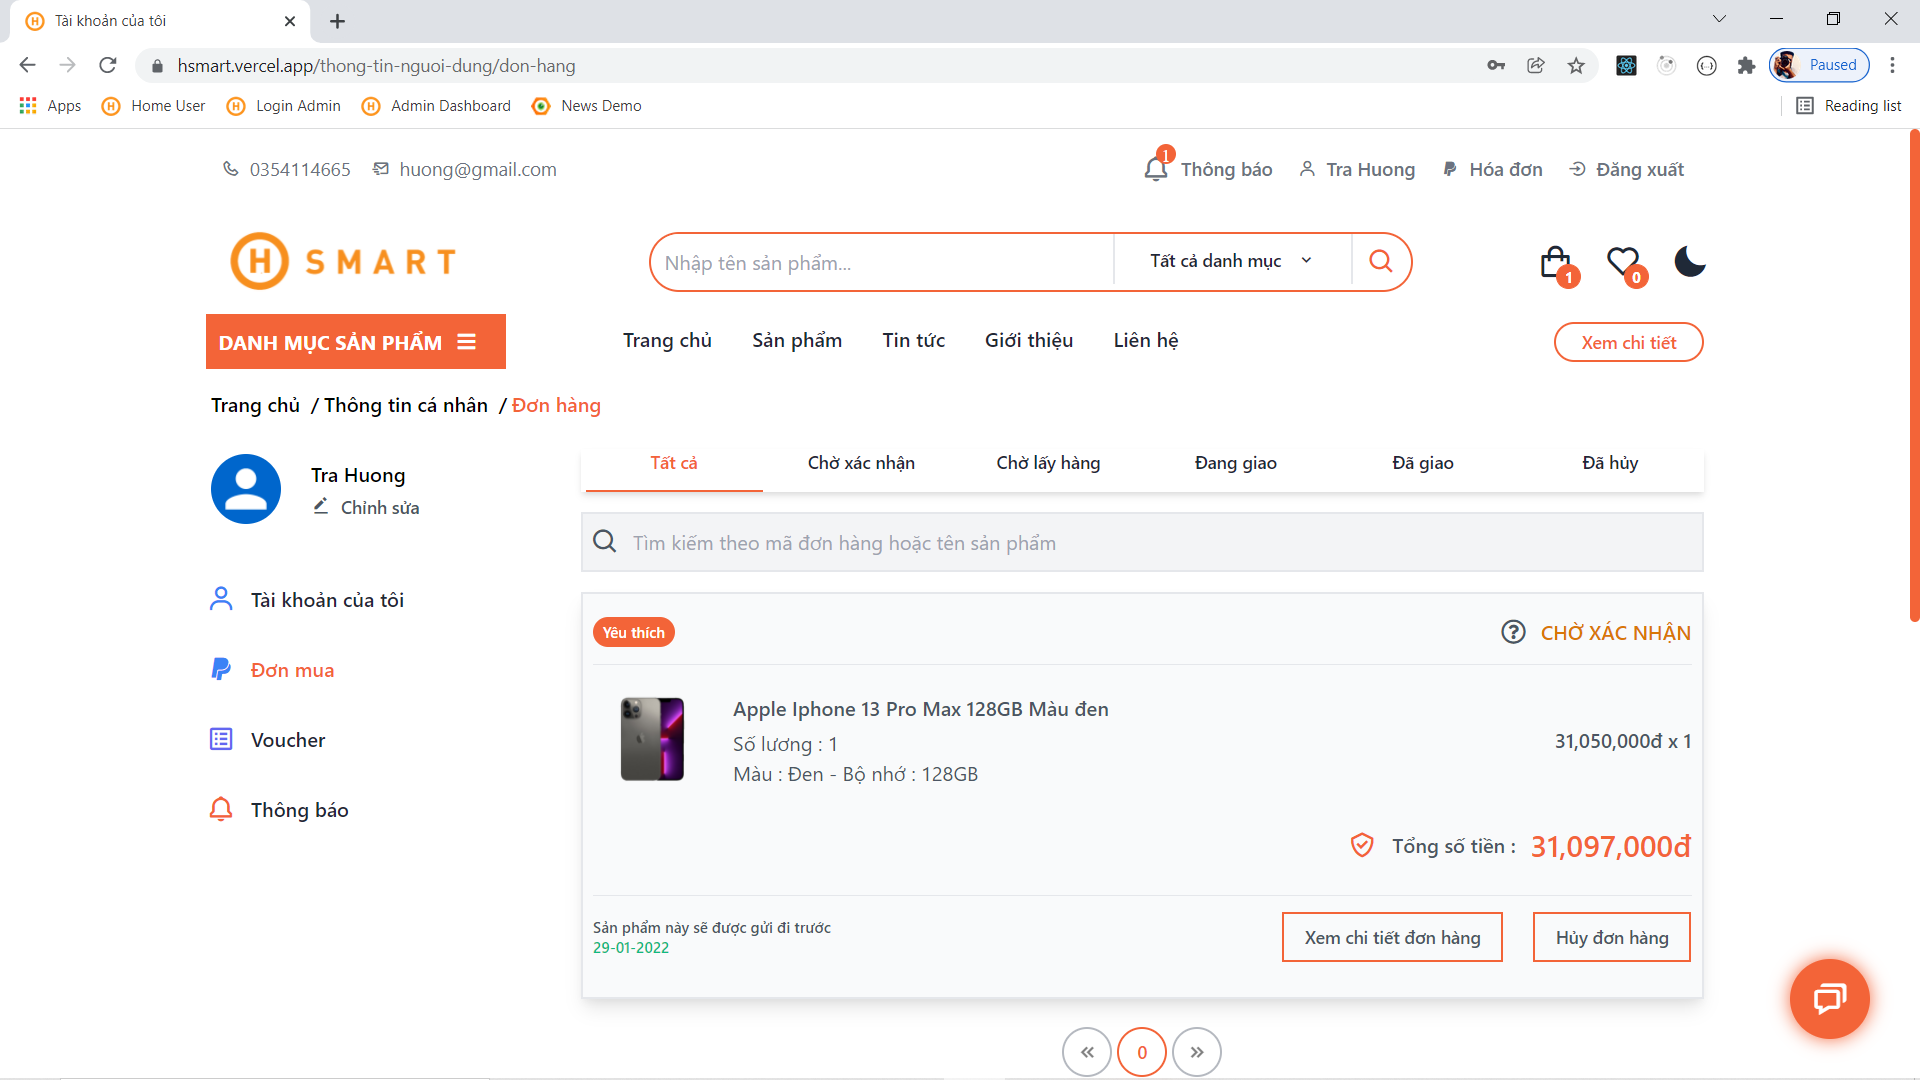 Tài khoản của tôi
hsmart.vercel.app/thong-tin-nguoi-dung/don-hang
Paused
Apps
Home User
Login Admin
Admin Dashboard
News Demo
Reading list
0354114665
huong@gmail.com
1
Thông báo
Tra Huong
Hóa đơn
Đăng xuất
H SMART
Nhập tên sản phẩm...
Tất cả danh mục
1
0
DANH MỤC SẢN PHẨM
Trang chủ
Sản phẩm
Tin tức
Giới thiệu
Liên hệ
Xem chi tiết
Trang chủ / Thông tin cá nhân / Đơn hàng
Tra Huong
Chỉnh sửa
Tài khoản của tôi
Đơn mua
Voucher
Thông báo
Tất cả
Chờ xác nhận
Chờ lấy hàng
Đang giao
Đã giao
Đã hủy
Tìm kiếm theo mã đơn hàng hoặc tên sản phẩm
Yêu thích
CHỜ XÁC NHẬN
Apple Iphone 13 Pro Max 128GB Màu đen
Số lương : 1
Màu : Đen - Bộ nhớ : 128GB
31,050,000đ x 1
Tổng số tiền : 31,097,000đ
Sản phẩm này sẽ được gửi đi trước
29-01-2022
Xem chi tiết đơn hàng
Hủy đơn hàng
0